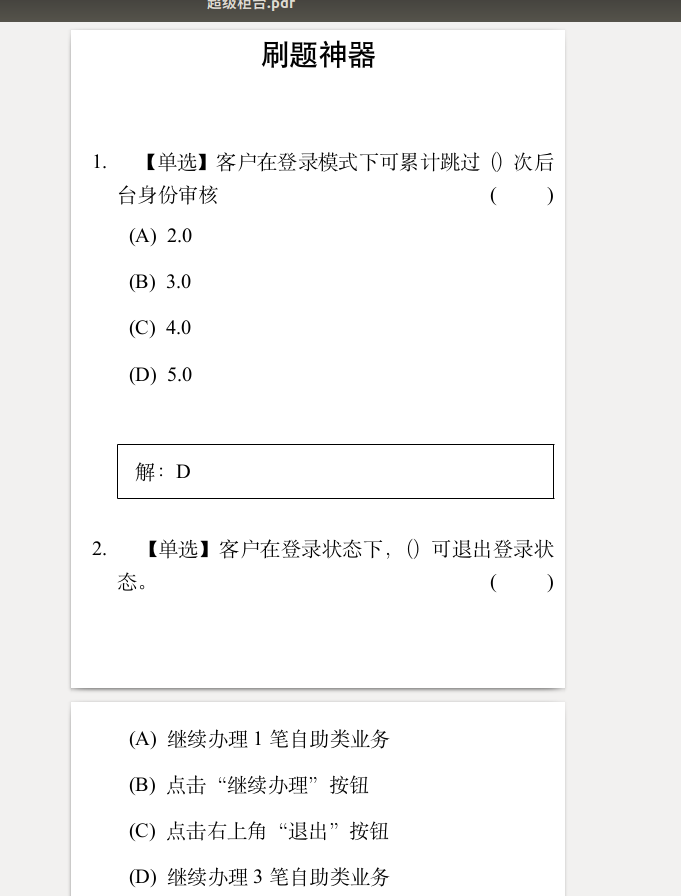 超级柜台.pdf
刷题神器
1. 【单选】客户在登录模式下可累计跳过（）次后
台身份审核 ( )
(A) 2.0
(B) 3.0
(C) 4.0
(D) 5.0
解：D
2. 【单选】客户在登录状态下，（）可退出登录状
态。 ( )
(A) 继续办理 1 笔自助类业务
(B) 点击“继续办理”按钮
(C) 点击右上角“退出”按钮
(D) 继续办理 3 笔自助类业务